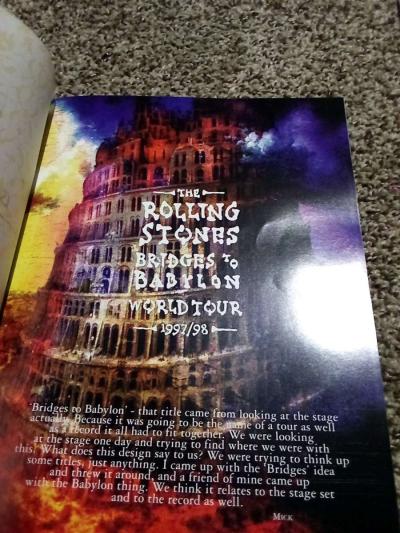 THE
ROLLING
STONES
BRIDGES TO
BABYLON
WORLD TOUR
1997/98
'Bridges to Babylon' - that title came from looking at the stage
actually. Because it was going to be the name of a tour as well
as a record it all had to fit together. We were looking
at the stage one day and trying to find where we were with
this. What does this design say to us? We were trying to think up
some titles, just anything. I came up with the 'Bridges' idea
and threw it around, and a friend of mine came up
with the Babylon thing. We think it relates to the stage set
and to the record as well.
MICK